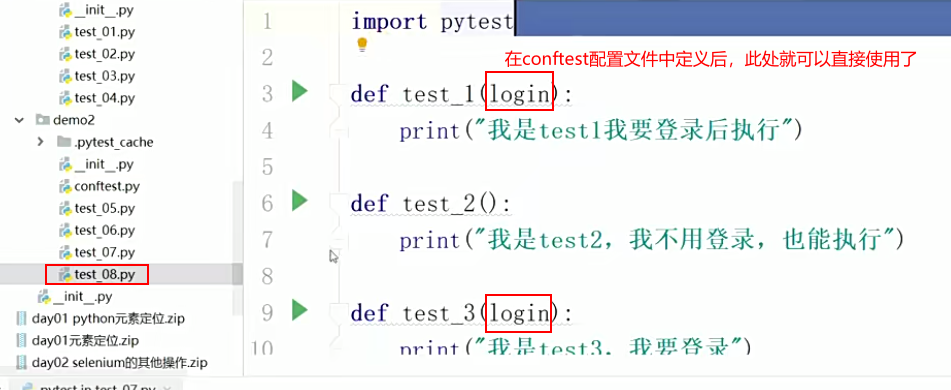 __init__.py
test_01.py
test_02.py
test_03.py
test_04.py
demo2
.pytest_cache
__init__.py
conftest.py
test_05.py
test_06.py
test_07.py
test_08.py
__init__.py
day01 python元素定位.zip
day01元素定位.zip
day02 selenium的其他操作.zip
1 import pytest
2
在conftest配置文件中定义后，此处就可以直接使用了
3 def test_1(login):
4 print("我是test1我要登录后执行")
5
6 def test_2():
7 print("我是test2，我不用登录，也能执行")
8
9 def test_3(login):
10 print("我是test3，我要登录")
pytest in test_07.py